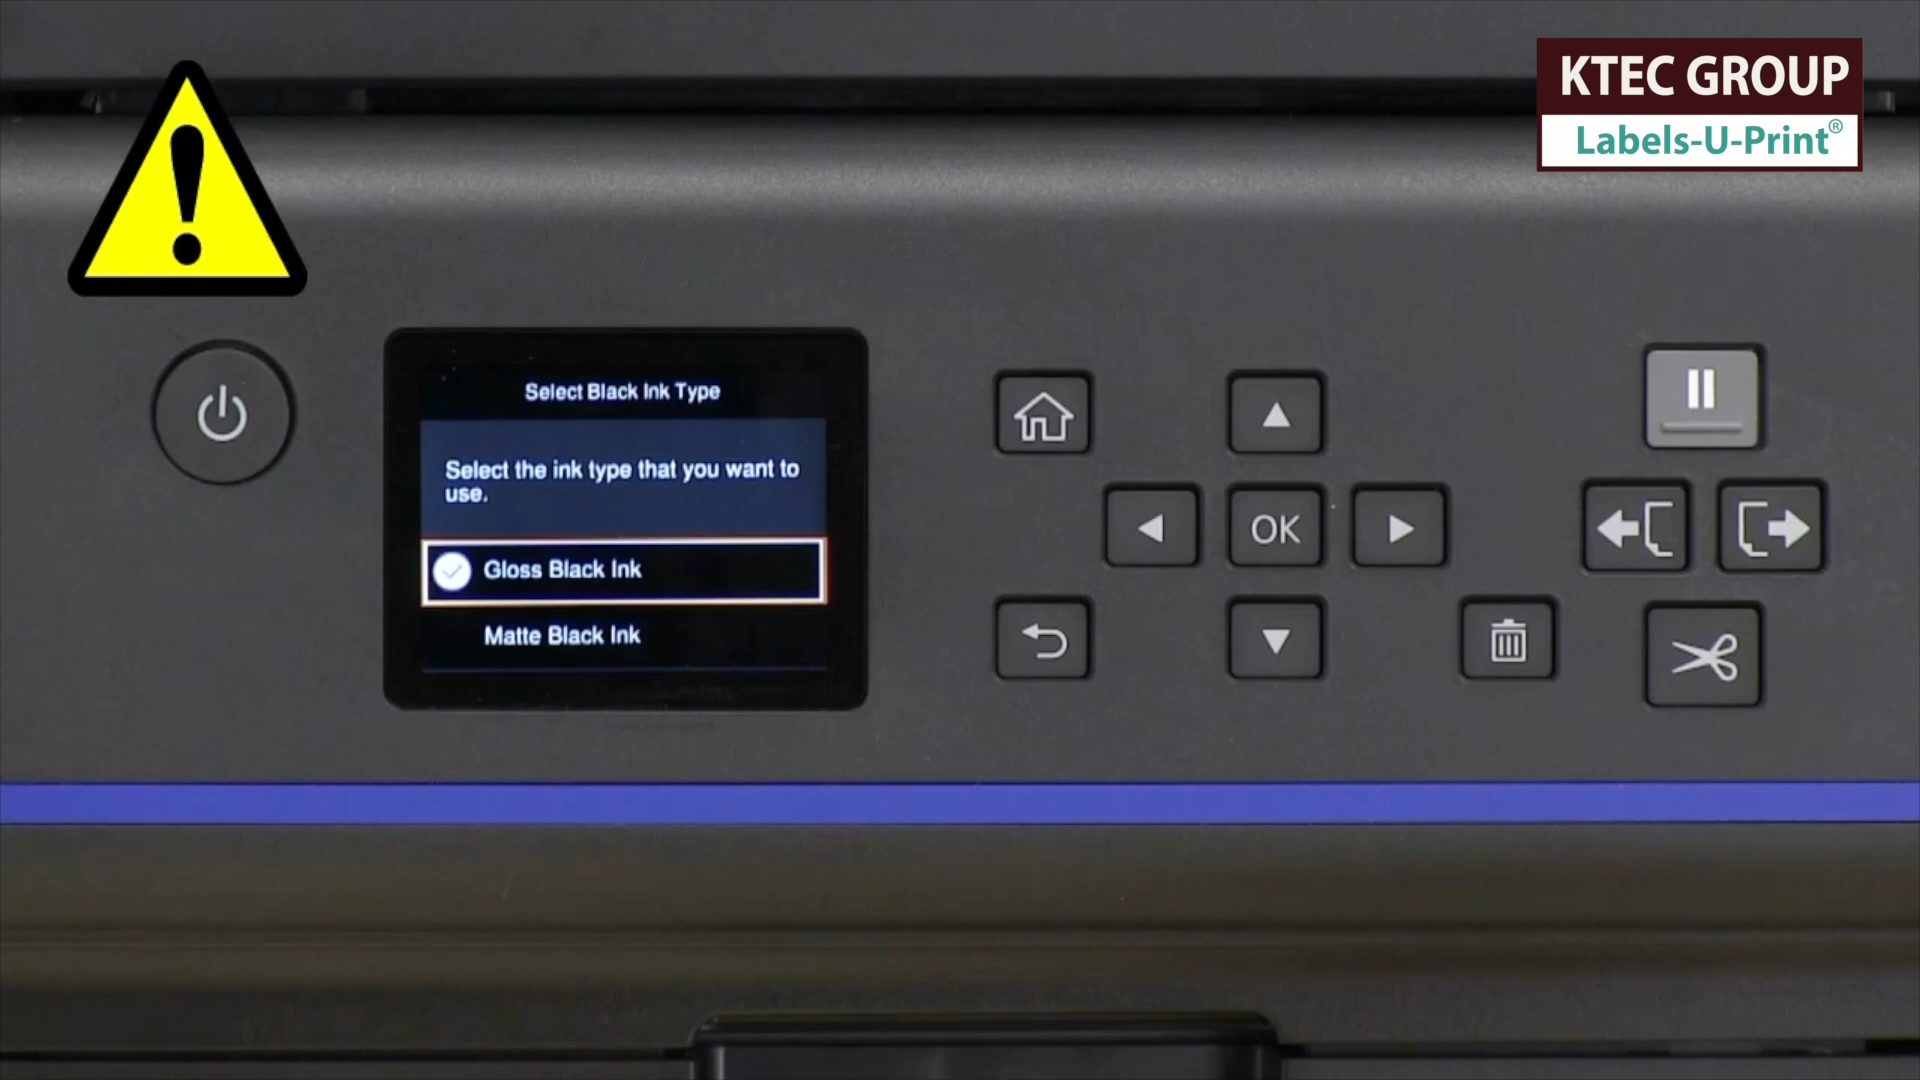 KTEC GROUP
Labels-U-Print®
Select Black Ink Type
Select the ink type that you want to
use.
Gloss Black Ink
Matte Black Ink
OK